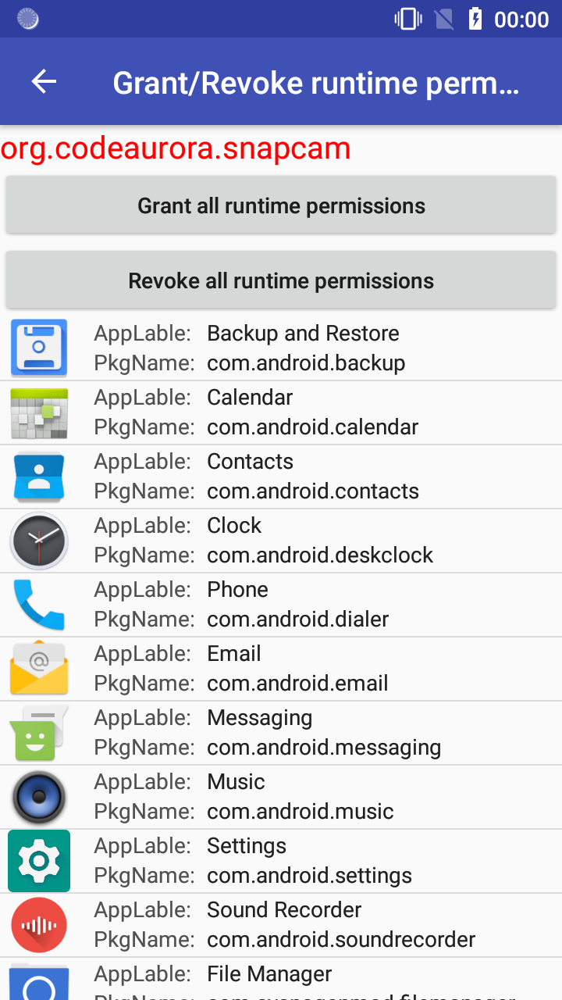 00:00
Grant/Revoke runtime perm…
org.codeaurora.snapcam
Grant all runtime permissions
Revoke all runtime permissions
AppLable: Backup and Restore
PkgName: com.android.backup
AppLable: Calendar
PkgName: com.android.calendar
AppLable: Contacts
PkgName: com.android.contacts
AppLable: Clock
PkgName: com.android.deskclock
AppLable: Phone
PkgName: com.android.dialer
AppLable: Email
PkgName: com.android.email
AppLable: Messaging
PkgName: com.android.messaging
AppLable: Music
PkgName: com.android.music
AppLable: Settings
PkgName: com.android.settings
AppLable: Sound Recorder
PkgName: com.android.soundrecorder
AppLable: File Manager
PkgName: com.cyanogenmod.filemanager